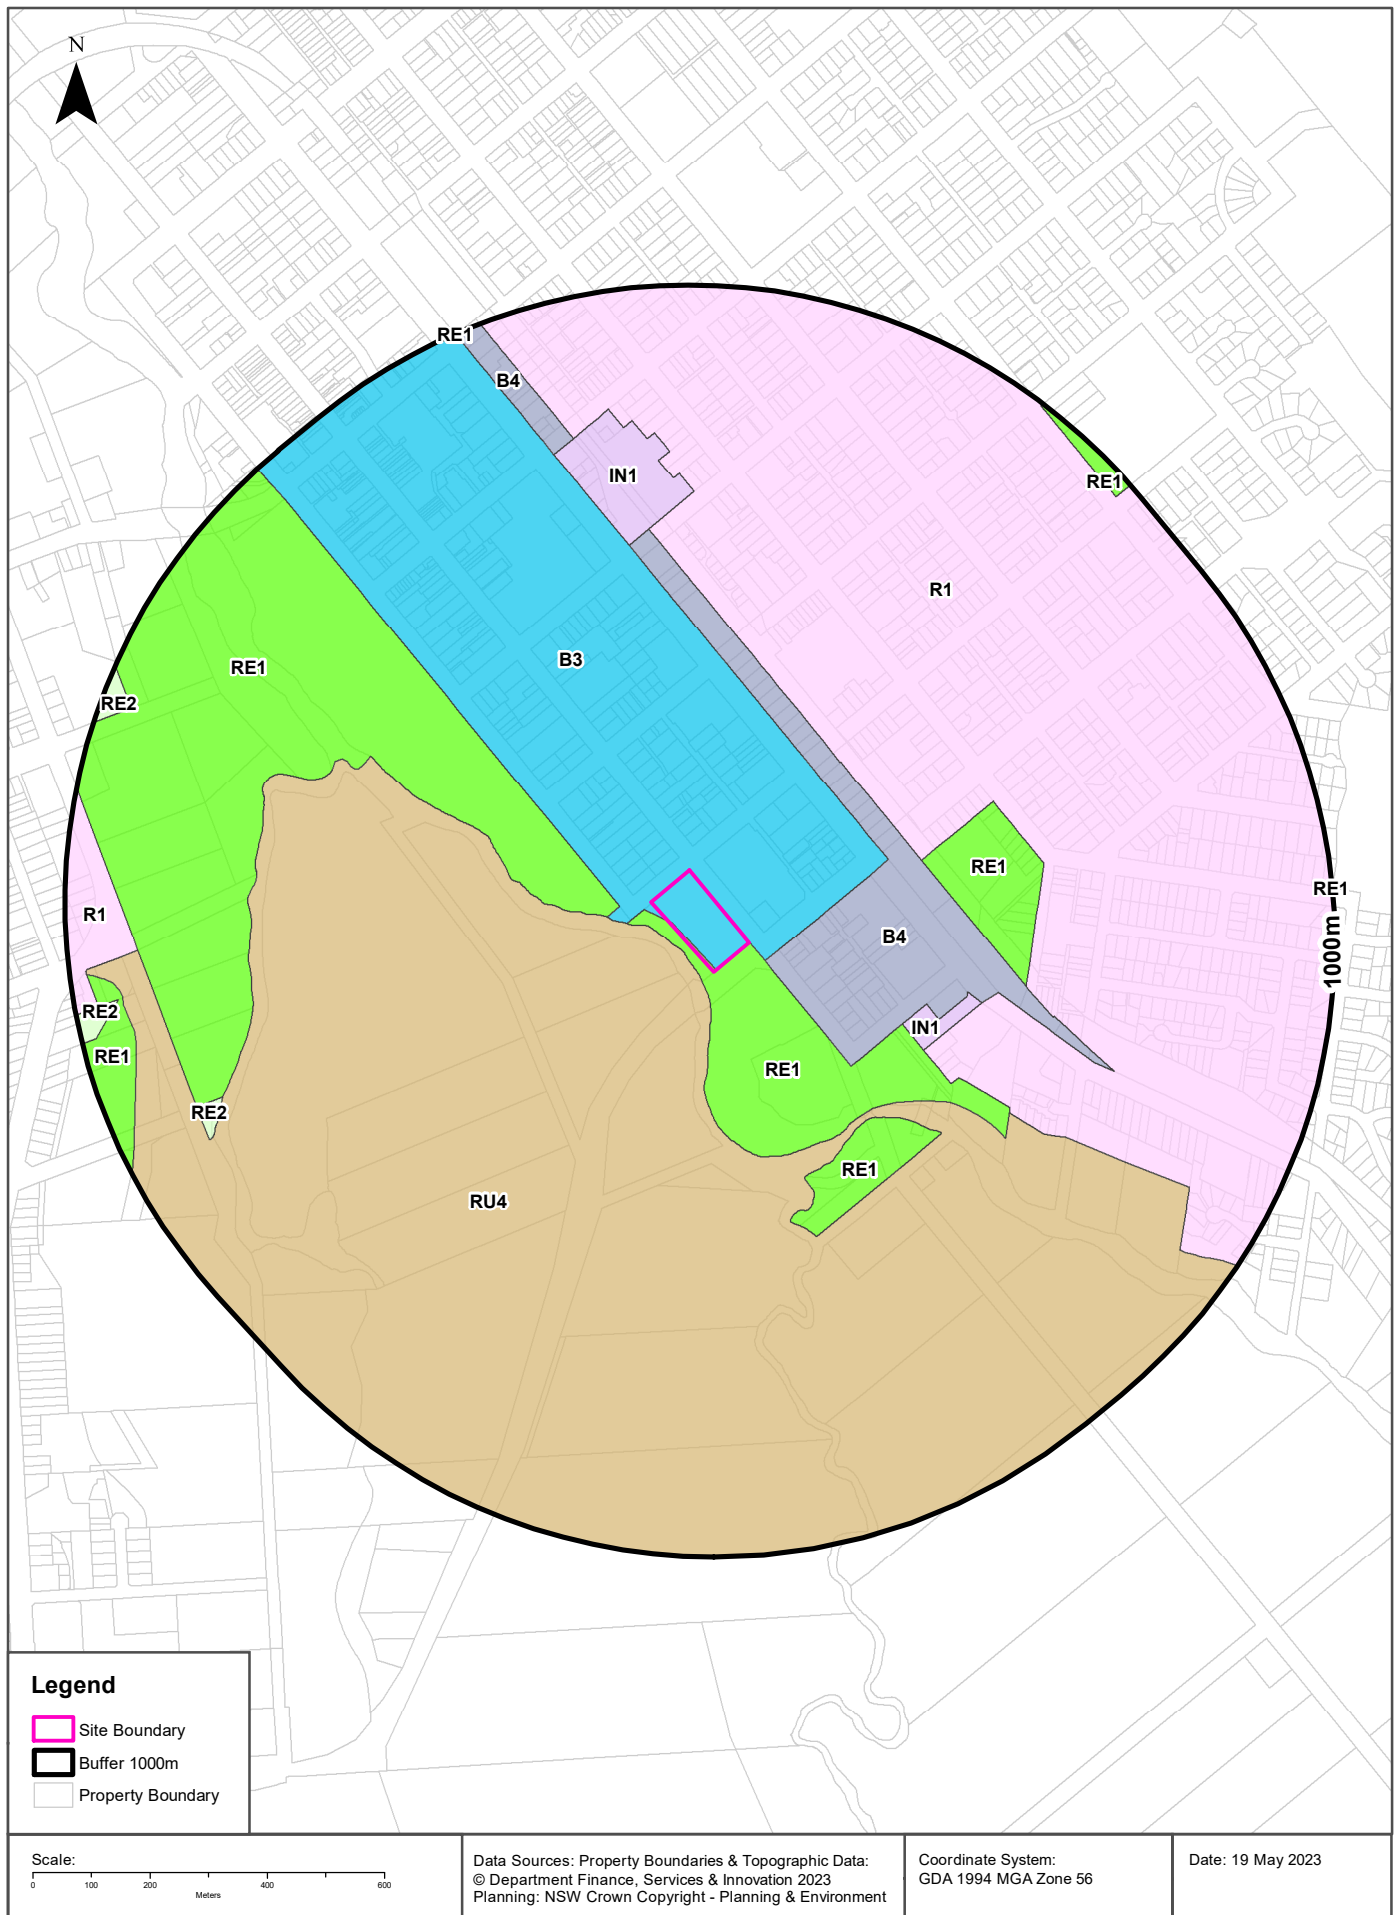 N
RE1
B4
IN1
RE1
R1
B3
RE1
RE2
RE1
RE1
R1
B4
1000m
RE2
IN1
RE1
RE1
RE2
RE1
RU4
Legend
Site Boundary
Buffer 1000m
Property Boundary
Scale:
0 100 200 400 600
Meters
Data Sources: Property Boundaries & Topographic Data:
© Department Finance, Services & Innovation 2023
Planning: NSW Crown Copyright - Planning & Environment
Coordinate System:
GDA 1994 MGA Zone 56
Date: 19 May 2023